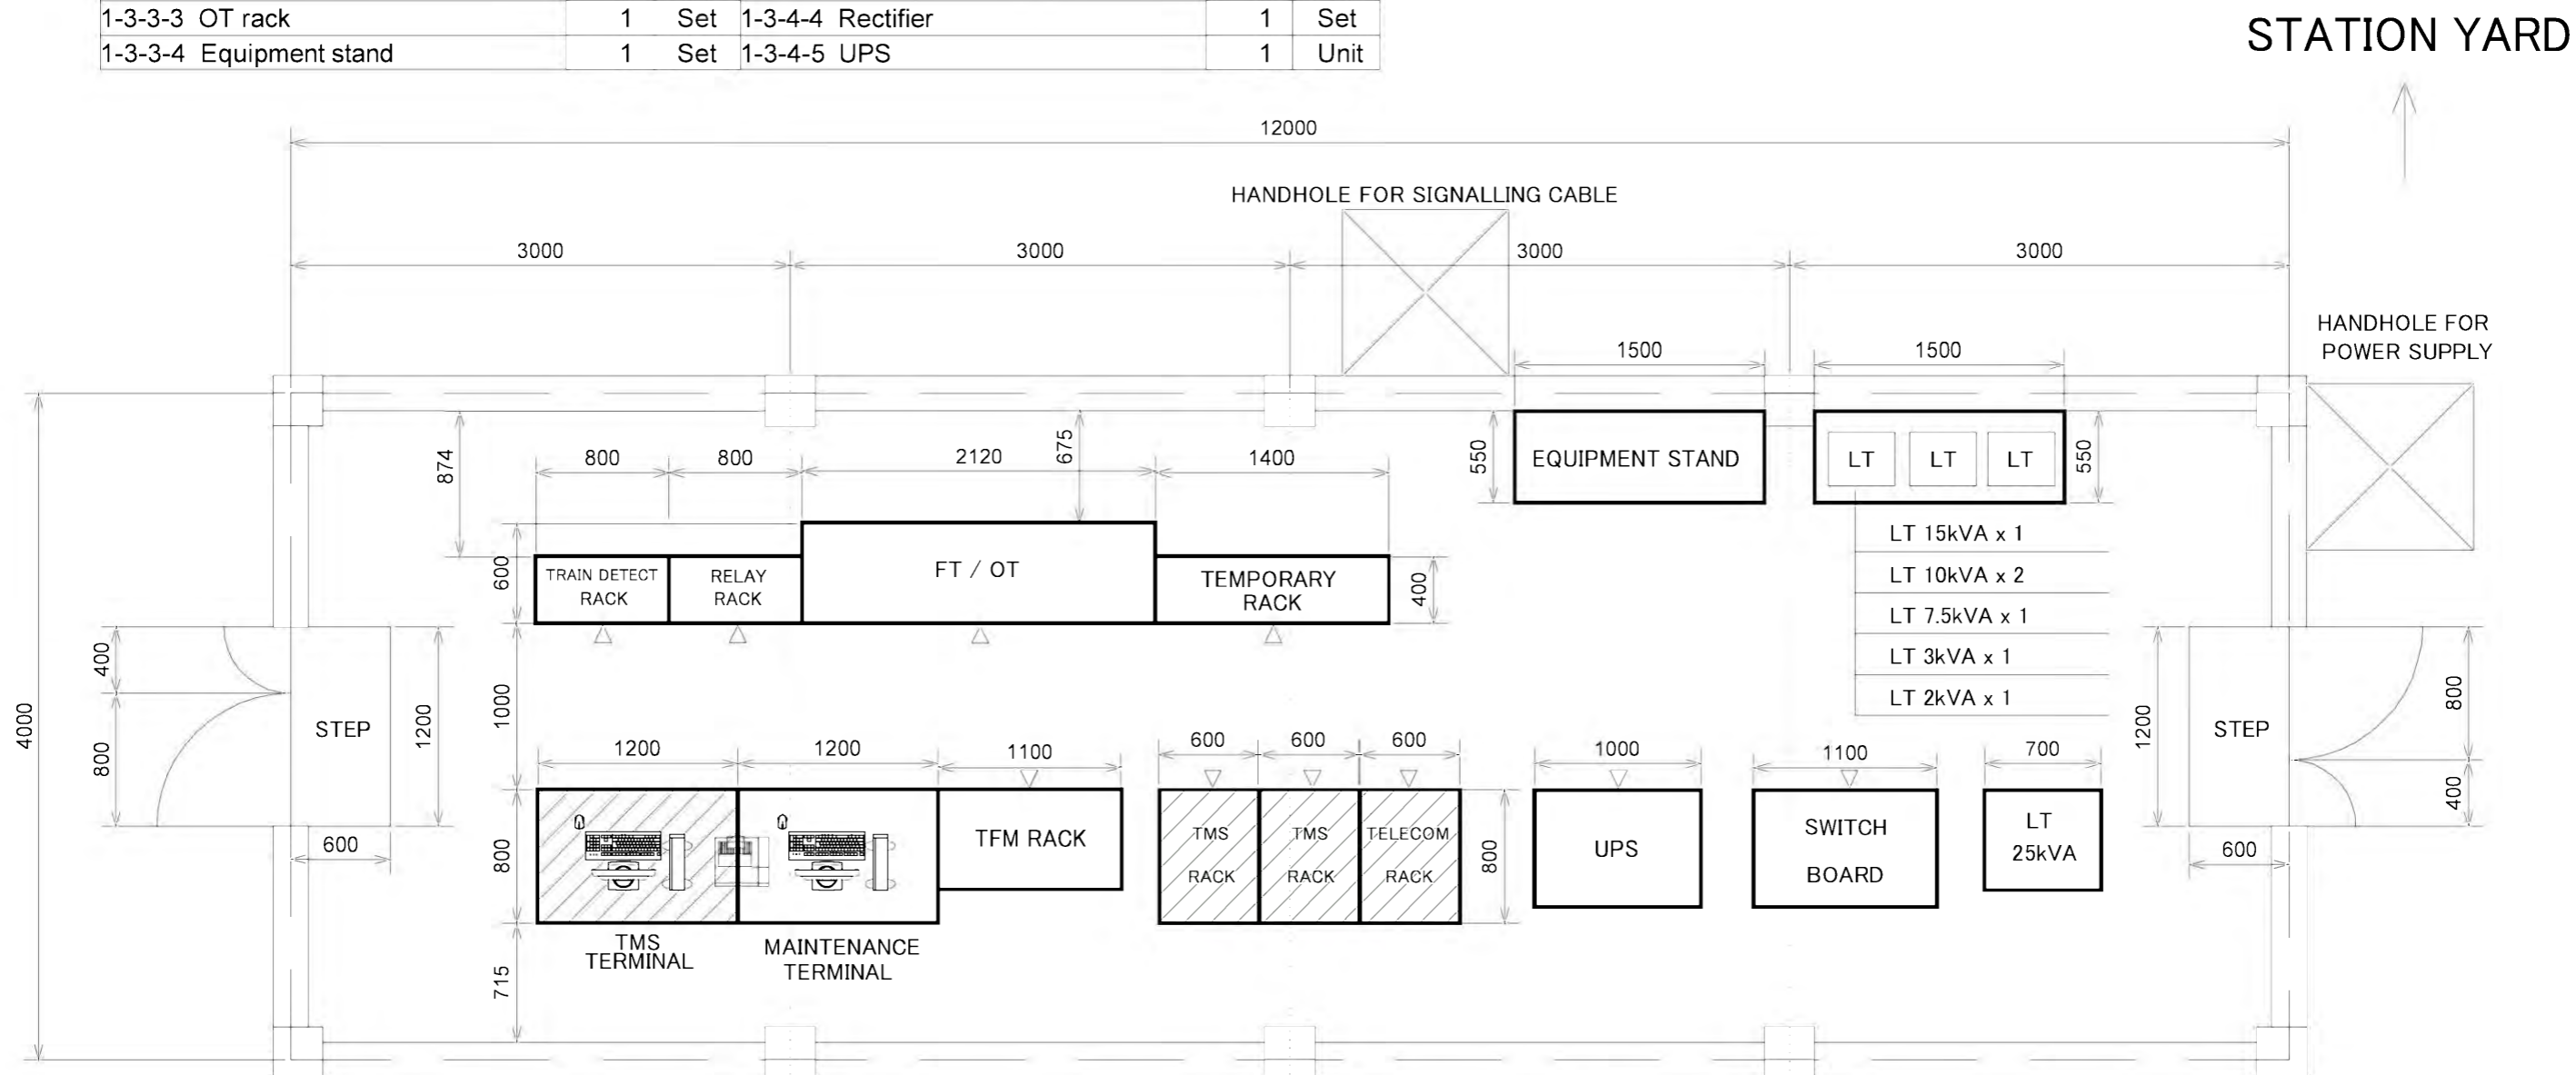 1-3-3-3 OT rack 1 Set 1-3-4-4 Rectifier 1 Set
1-3-3-4 Equipment stand 1 Set 1-3-4-5 UPS 1 Unit
STATION YARD
12000
HANDHOLE FOR SIGNALLING CABLE
3000 3000 3000 3000
HANDHOLE FOR
POWER SUPPLY
1500 1500
874
800 800 2120 675 1400
550
EQUIPMENT STAND
LT LT LT
550
LT 15kVA x 1
LT 10kVA x 2
LT 7.5kVA x 1
LT 3kVA x 1
LT 2kVA x 1
600
TRAIN DETECT
RACK
RELAY
RACK
FT / OT
TEMPORARY
RACK
400
4000
400
800
STEP
1200
600
1000
1200 1200 1100
600 600 600
1000
1100
700
1200
STEP
800
400
600
800
TFM RACK
TMS
RACK
TMS
RACK
TELECOM
RACK
800
UPS
SWITCH
BOARD
LT
25kVA
TMS
TERMINAL
MAINTENANCE
TERMINAL
715